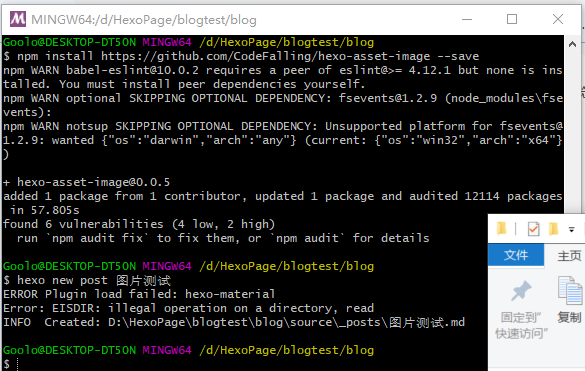 MINGW64:/d/HexoPage/blogtest/blog
Goolo@DESKTOP-DT5ON MINGW64 /d/HexoPage/blogtest/blog
$ npm install https://github.com/CodeFalling/hexo-asset-image --save
npm WARN babel-eslint@10.0.2 requires a peer of eslint@>= 4.12.1 but none is ins
talled. You must install peer dependencies yourself.
npm WARN optional SKIPPING OPTIONAL DEPENDENCY: fsevents@1.2.9 (node_modules\fse
vents):
npm WARN notsup SKIPPING OPTIONAL DEPENDENCY: Unsupported platform for fsevents@
1.2.9: wanted {"os":"darwin","arch":"any"} (current: {"os":"win32","arch":"x64"}
)
+ hexo-asset-image@0.0.5
added 1 package from 1 contributor, updated 1 package and audited 12114 packages
in 57.805s
found 6 vulnerabilities (4 low, 2 high)
run `npm audit fix` to fix them, or `npm audit` for details
Goolo@DESKTOP-DT5ON MINGW64 /d/HexoPage/blogtest/blog
$ hexo new post 图片测试
ERROR Plugin load failed: hexo-material
Error: EISDIR: illegal operation on a directory, read
INFO  Created: D:\HexoPage\blogtest\blog\source\_posts\图片测试.md
Goolo@DESKTOP-DT5ON MINGW64 /d/HexoPage/blogtest/blog
$
文件 主页
固定到" 复制
快速访问"